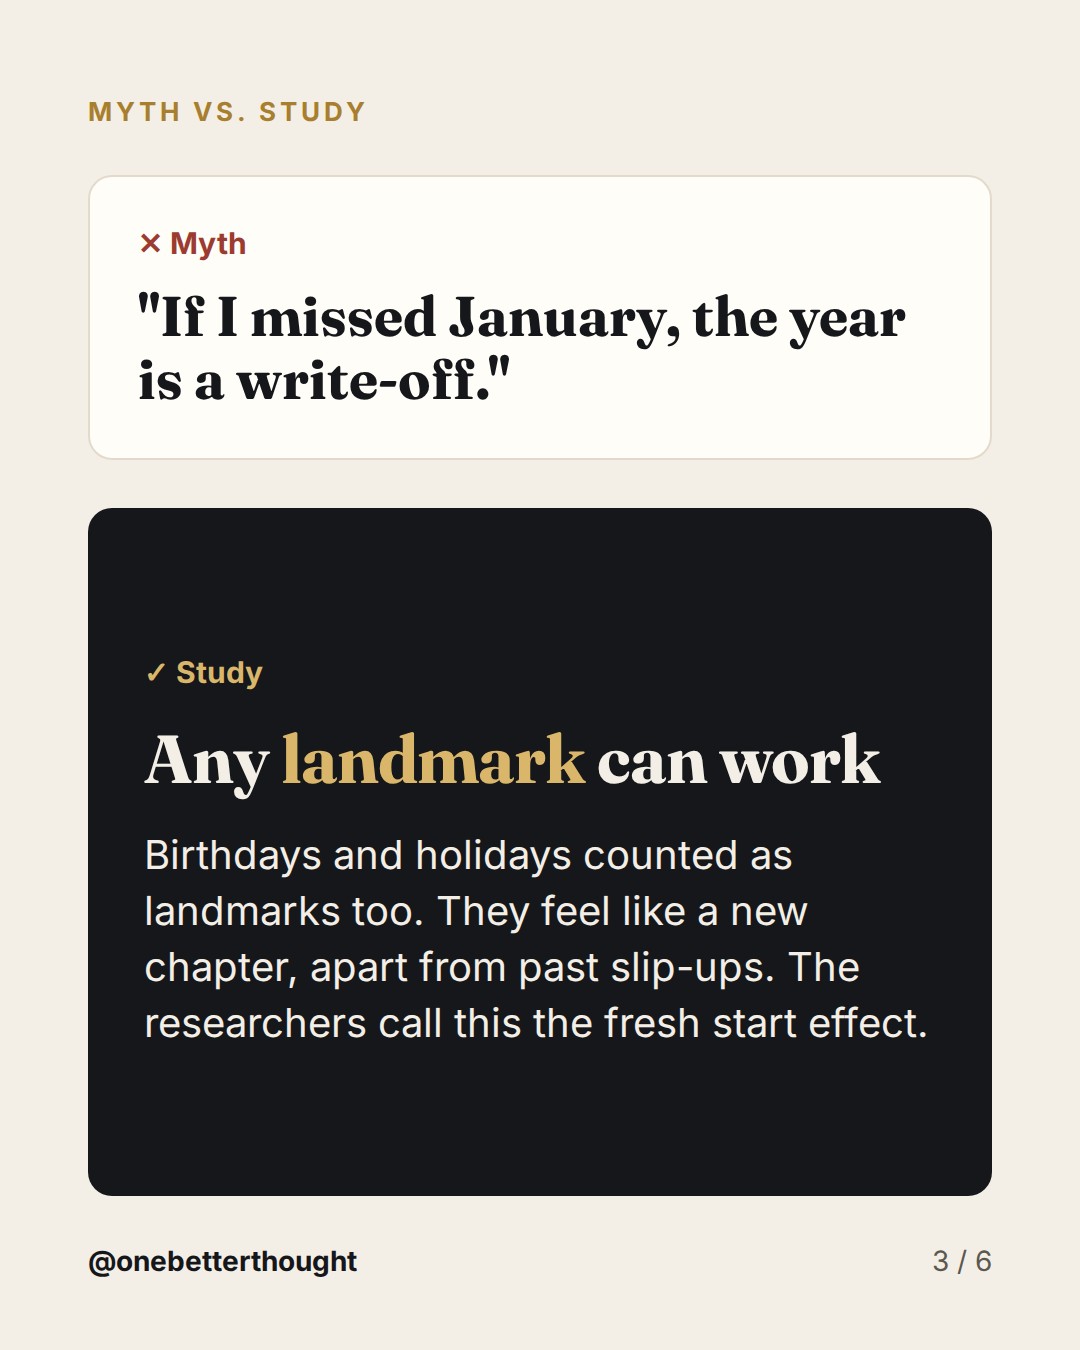 MYTH VS. STUDY
✕ Myth
"If I missed January, the year
is a write-off."
✓ Study
Any landmark can work
Birthdays and holidays counted as
landmarks too. They feel like a new
chapter, apart from past slip-ups. The
researchers call this the fresh start effect.
@onebetterthought
3 / 6